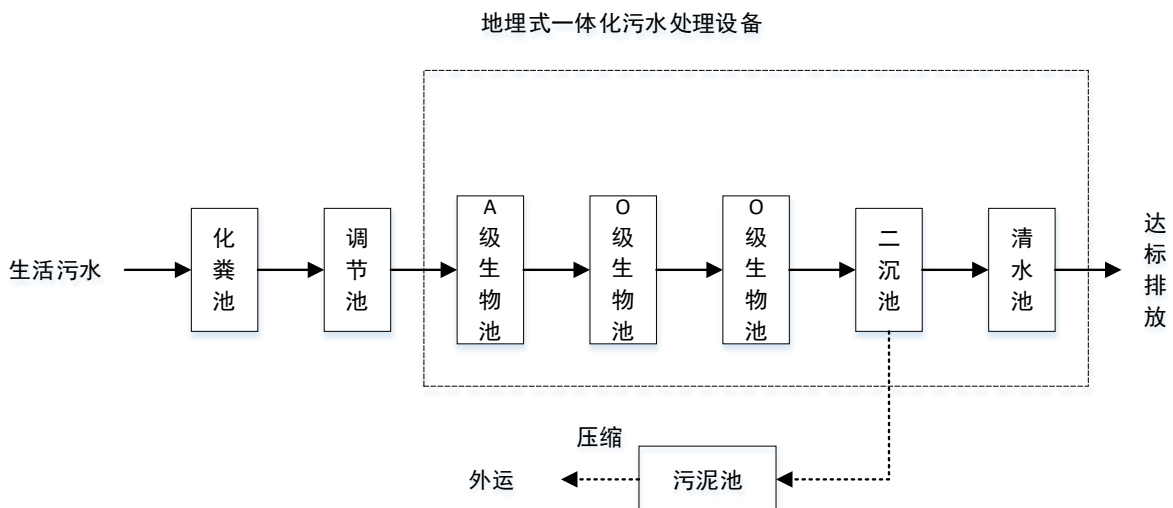 地埋式一体化污水处理设备
生活污水
化粪池
调节池
A级生物池
O级生物池
O级生物池
二沉池
清水池
达标排放
压缩
外运
污泥池